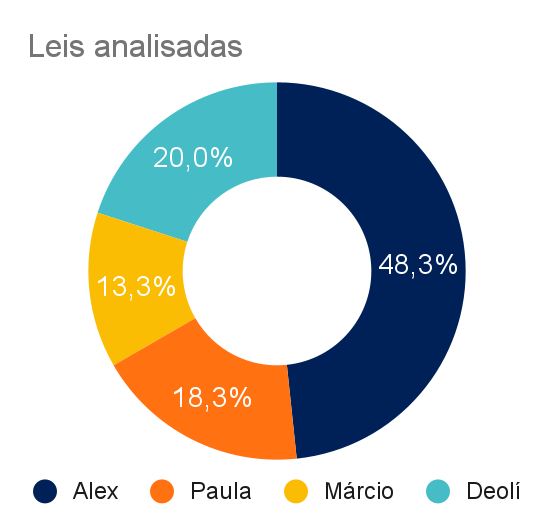 Leis analisadas
20,0%
48,3%
13,3%
18,3%
Alex Paula Márcio Deolí